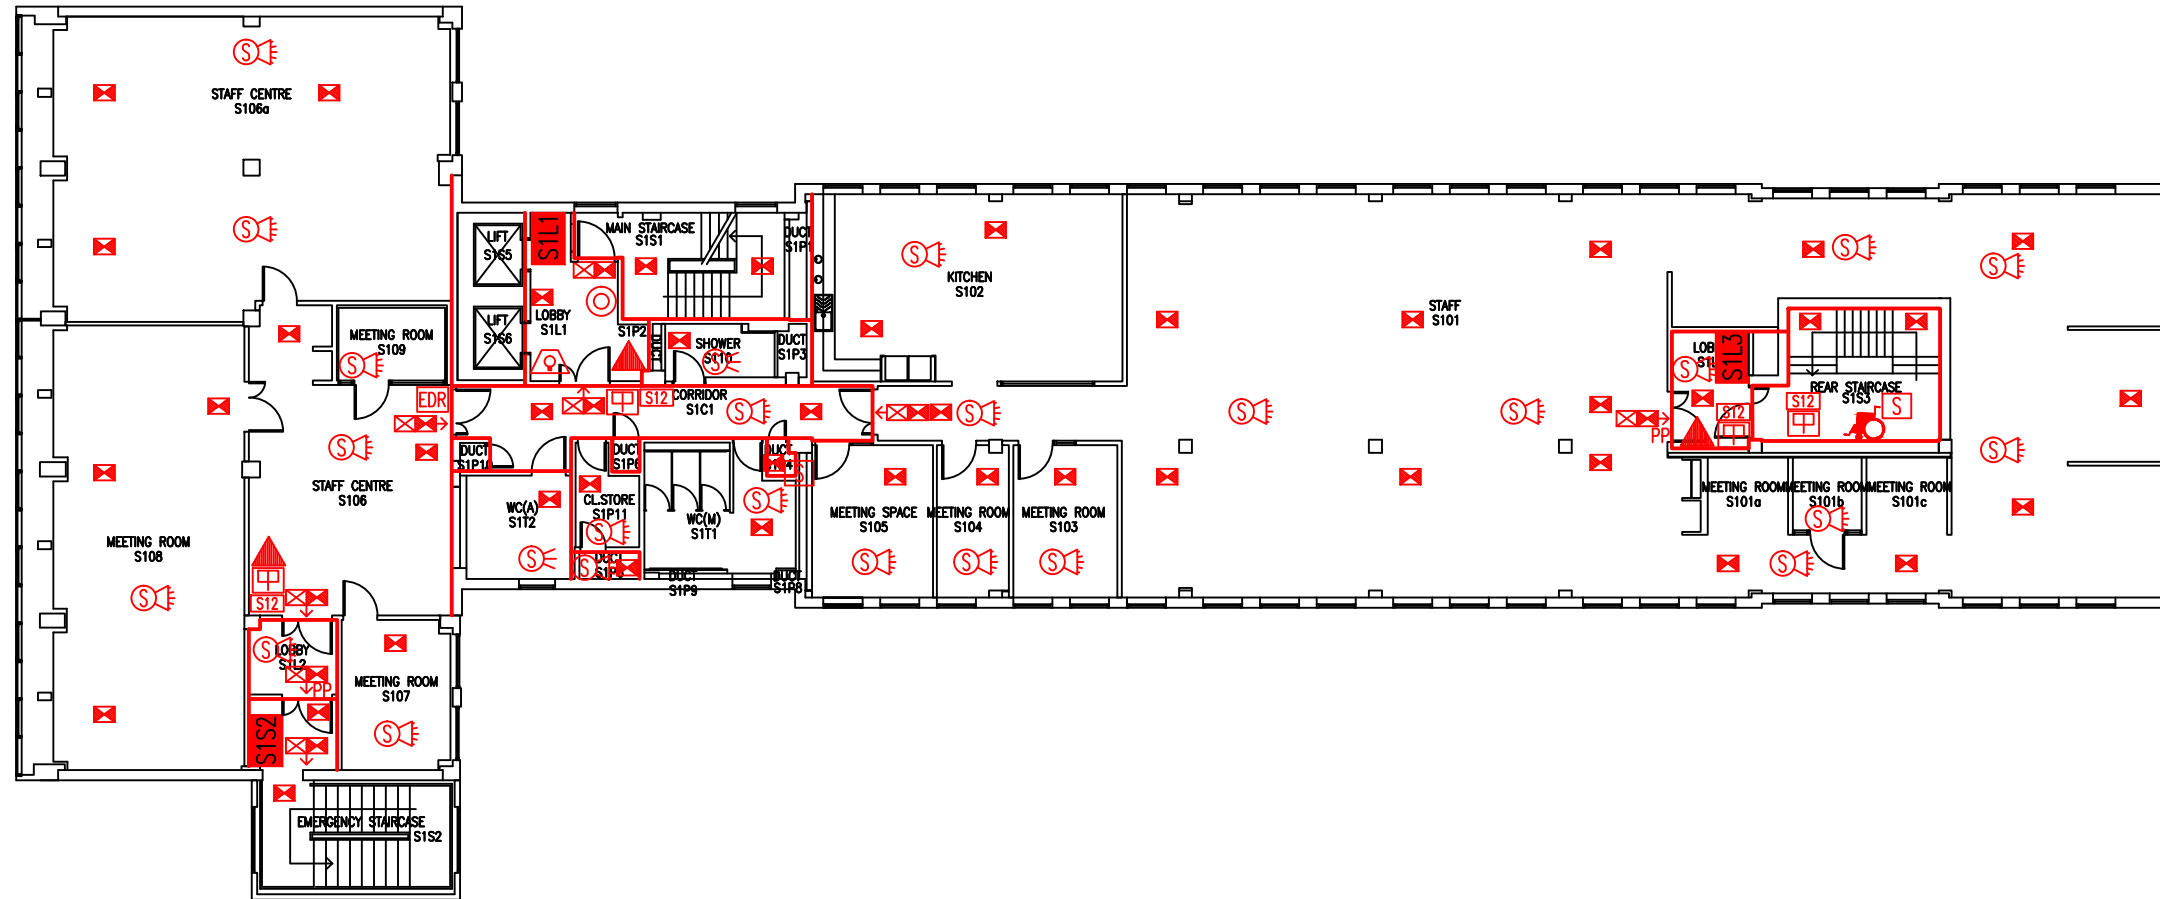 STAFF CENTRE
S106a
MEETING ROOM
S109
STAFF CENTRE
S106
MEETING ROOM
S108
MEETING ROOM
S107
LOBBY
S1L2
PP
S1S2
EMERGENCY STAIRCASE
S1S2
S12
EDR
LIFT
S1S5
LIFT
S1S6
S1L1
LOBBY
S1L1
MAIN STAIRCASE
S1S1
DUCT
S1P1
S1P2
DUCT
SHOWER
S110
DUCT
S1P3
S12
CORRIDOR
S1C1
DUCT
WC(A)
S1T2
DUCT
S1P6
CL.STORE
S1P11
DUCT
WC(M)
S1T1
DUCT
DUCT
S1P9
DUCT
S1P8
KITCHEN
S102
MEETING SPACE
S105
MEETING ROOM
S104
MEETING ROOM
S103
STAFF
S101
S1L3
PP
S12
S12
S
REAR STAIRCASE
S1S3
MEETING ROOM
S101a
MEETING ROOM
S101b
MEETING ROOM
S101c